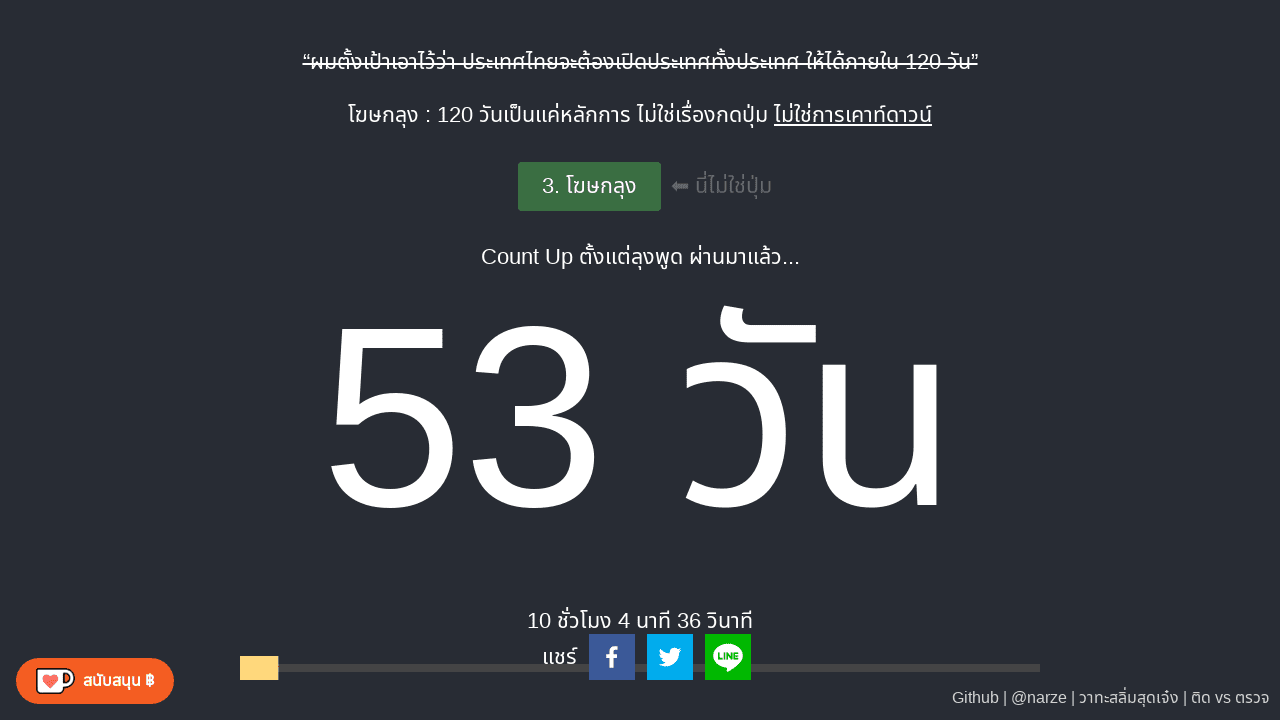 “ผมตั้งเป้าเอาไว้ว่า ประเทศไทยจะต้องเปิดประเทศทั้งประเทศ ให้ได้ภายใน 120 วัน”
โฆษกลุง : 120 วันเป็นแค่หลักการ ไม่ใช่เรื่องกดปุ่ม ไม่ใช่การเคาท์ดาวน์
3. โฆษกลุง ⬅ นี่ไม่ใช่ปุ่ม
Count Up ตั้งแต่ลุงพูด ผ่านมาแล้ว...
53 วัน
10 ชั่วโมง 4 นาที 36 วินาที
แชร์ LINE
สนับสนุน ฿
Github | @narze | วาทะสลิ่มสุดเจ๋ง | ติด vs ตรวจ